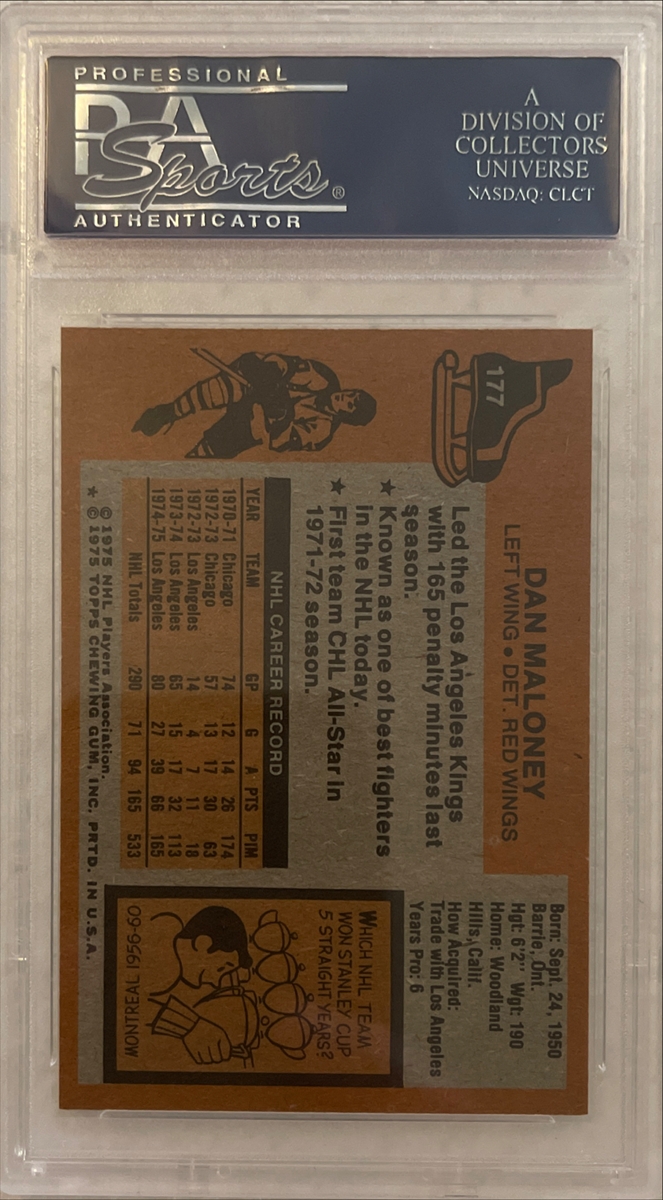 PROFESSIONAL
PSA
Sports®
AUTHENTICATOR
A
DIVISION OF
COLLECTORS
UNIVERSE
NASDAQ: CLCT
177
DAN MALONEY
LEFT WING • DET. RED WINGS
Led the Los Angeles Kings
with 165 penalty minutes last
season.
★ Known as one of best fighters
in the NHL today.
★ First team CHL All-Star in
1971-72 season.
Born: Sept. 24, 1950
Barrie, Ont.
Hgt: 6'2" Wgt: 190
Home: Woodland
Hills, Calif.
How Acquired:
Trade with Los Angeles
Years Pro: 6
NHL CAREER RECORD
YEAR TEAM GP G A PTS PIM
1970-71 Chicago 74 12 14 26 174
1972-73 Chicago 57 13 17 30 63
1972-73 Los Angeles 14 4 7 11 18
1973-74 Los Angeles 65 15 17 32 113
1974-75 Los Angeles 80 27 39 66 165
NHL Totals 290 71 94 165 533
WHICH NHL TEAM
WON STANLEY CUP
5 STRAIGHT YEARS?
MONTREAL 1956-60
© 1975 NHL Players Association.
★ © 1975 TOPPS CHEWING GUM, INC. PRTD. IN U.S.A.